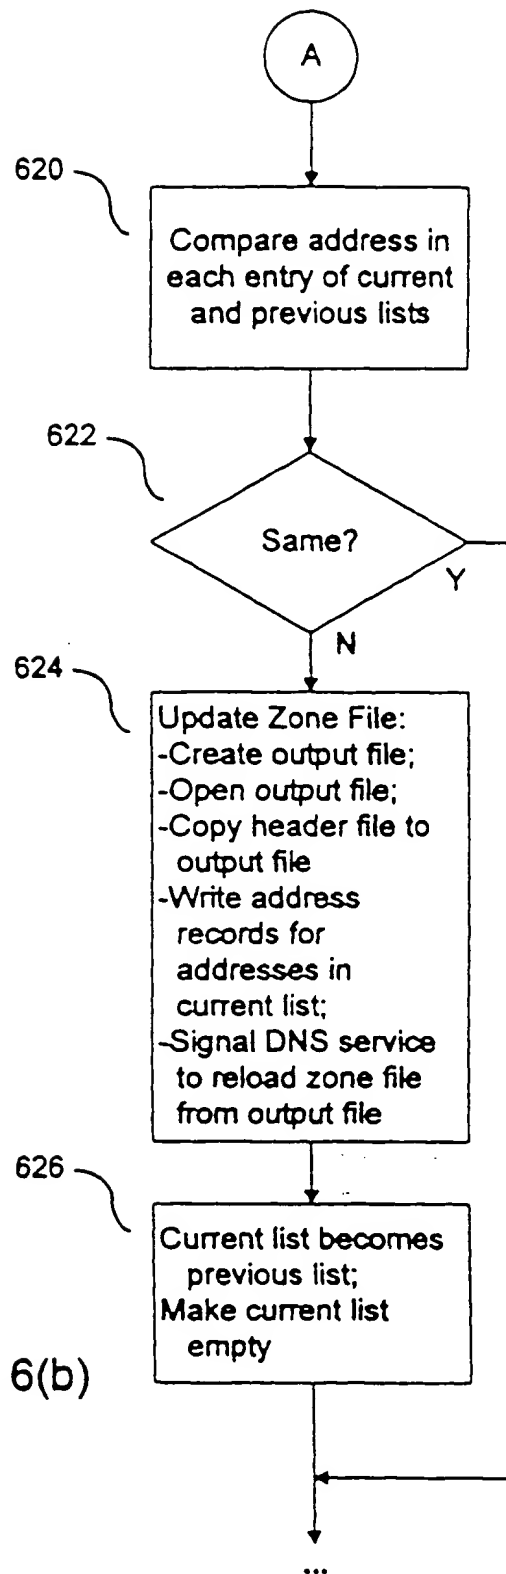 A
620
Compare address in
each entry of current
and previous lists
622
Same?
Y
N
624
Update Zone File:
-Create output file;
-Open output file;
-Copy header file to
output file
-Write address
records for
addresses in
current list;
-Signal DNS service
to reload zone file
from output file
626
Current list becomes
previous list;
Make current list
empty
6(b)
...